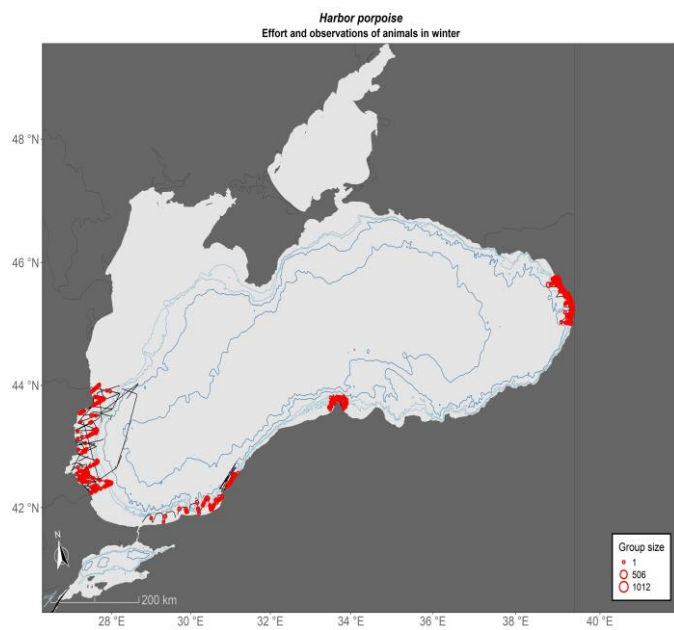 Harbor porpoise
Effort and observations of animals in winter
48 °N
46 °N
44 °N
42 °N
N
200 km
28 °E
30 °E
32 °E
34 °E
36 °E
38 °E
40 °E
Group size
1
506
1012